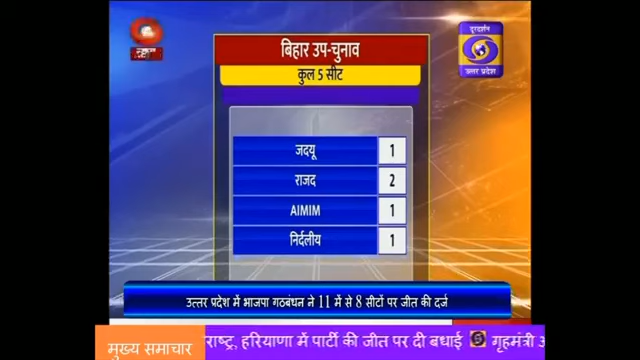 दूरदर्शन
उत्तर प्रदेश
बिहार उप-चुनाव
कुल 5 सीट
जदयू 1
राजद 2
AIMIM 1
निर्दलीय 1
उत्तर प्रदेश में भाजपा गठबंधन ने 11 में से 8 सीटों पर जीत की दर्ज
मुख्य समाचार राष्ट्र, हरियाणा में पार्टी की जीत पर दी बधाई गृहमंत्री अ